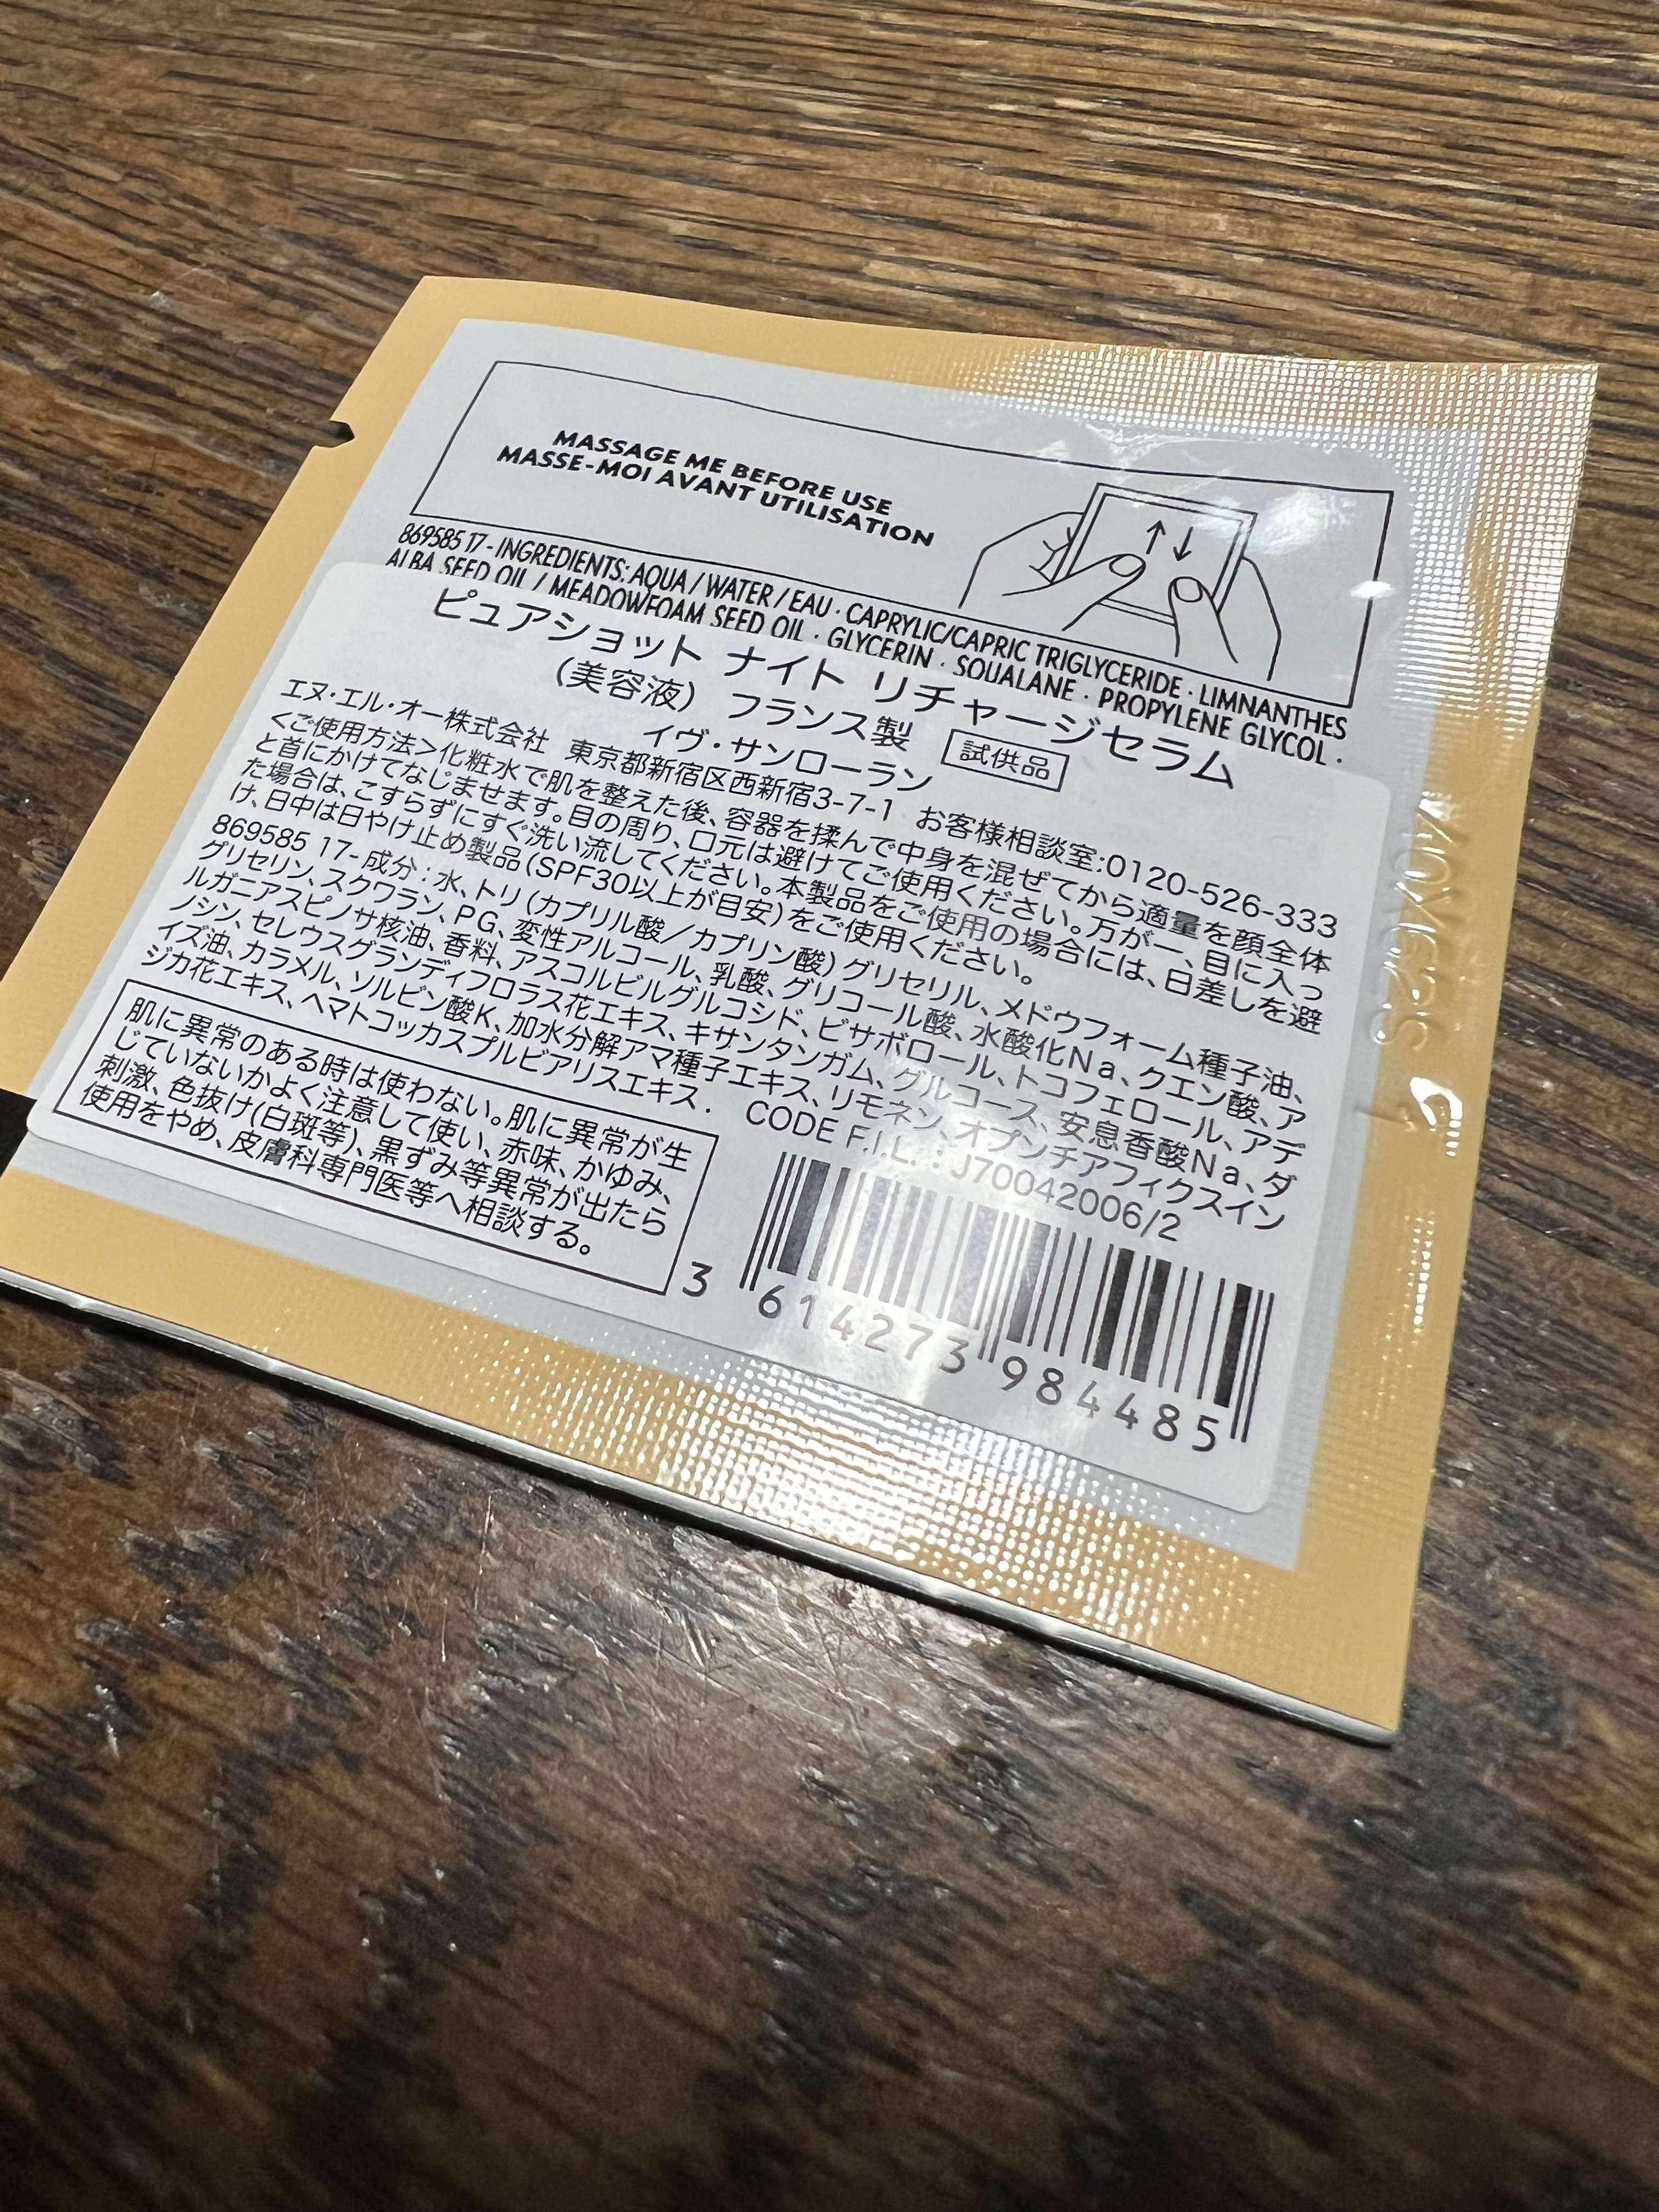 MASSAGE ME BEFORE USE
MASSE-MOI AVANT UTILISATION
869585 17 - INGREDIENTS: AQUA / WATER / EAU · CAPRYLIC/CAPRIC TRIGLYCERIDE · LIMNANTHES
ALBA SEED OIL / MEADOWFOAM SEED OIL · GLYCERIN · SQUALANE · PROPYLENE GLYCOL ·
ピュアショット ナイト リチャージセラム
(美容液) フランス製 試供品
イヴ・サンローラン
エヌ・エル・オー株式会社 東京都新宿区西新宿3-7-1 お客様相談室:0120-526-333
<ご使用方法>化粧水で肌を整えた後、容器を揉んで中身を混ぜてから適量を顔全体
と首にかけてなじませます。目の周り、口元は避けてご使用ください。万が一、目に入っ
た場合は、こすらずにすぐ洗い流してください。本製品をご使用の場合には、日差しを避
け、日中は日やけ止め製品(SPF30以上が目安)をご使用ください。
869585 17- 成分:水、トリ(カプリル酸/カプリン酸)グリセリル、メドウフォーム種子油、
グリセリン、スクワラン、PG、変性アルコール、乳酸、グリコール酸、水酸化Na、クエン酸、ア
ルガニアスピノサ核油、香料、アスコルビルグルコシド、ビサボロール、トコフェロール、アデ
ノシン、セレウスグランディフロラス花エキス、キサンタンガム、グルコース、安息香酸Na、ダ
イズ油、カラメル、ソルビン酸K、加水分解アマ種子エキス、リモネン、オプンチアフィクスイン
ジカ花エキス、ヘマトコッカスプルビアリスエキス.
CODE F.I.L. : J70042006/2
肌に異常のある時は使わない。肌に異常が生
じていないかよく注意して使い、赤味、かゆみ、
刺激、色抜け(白斑等)、黒ずみ等異常が出たら
使用をやめ、皮膚科専門医等へ相談する。
3 614273 984485